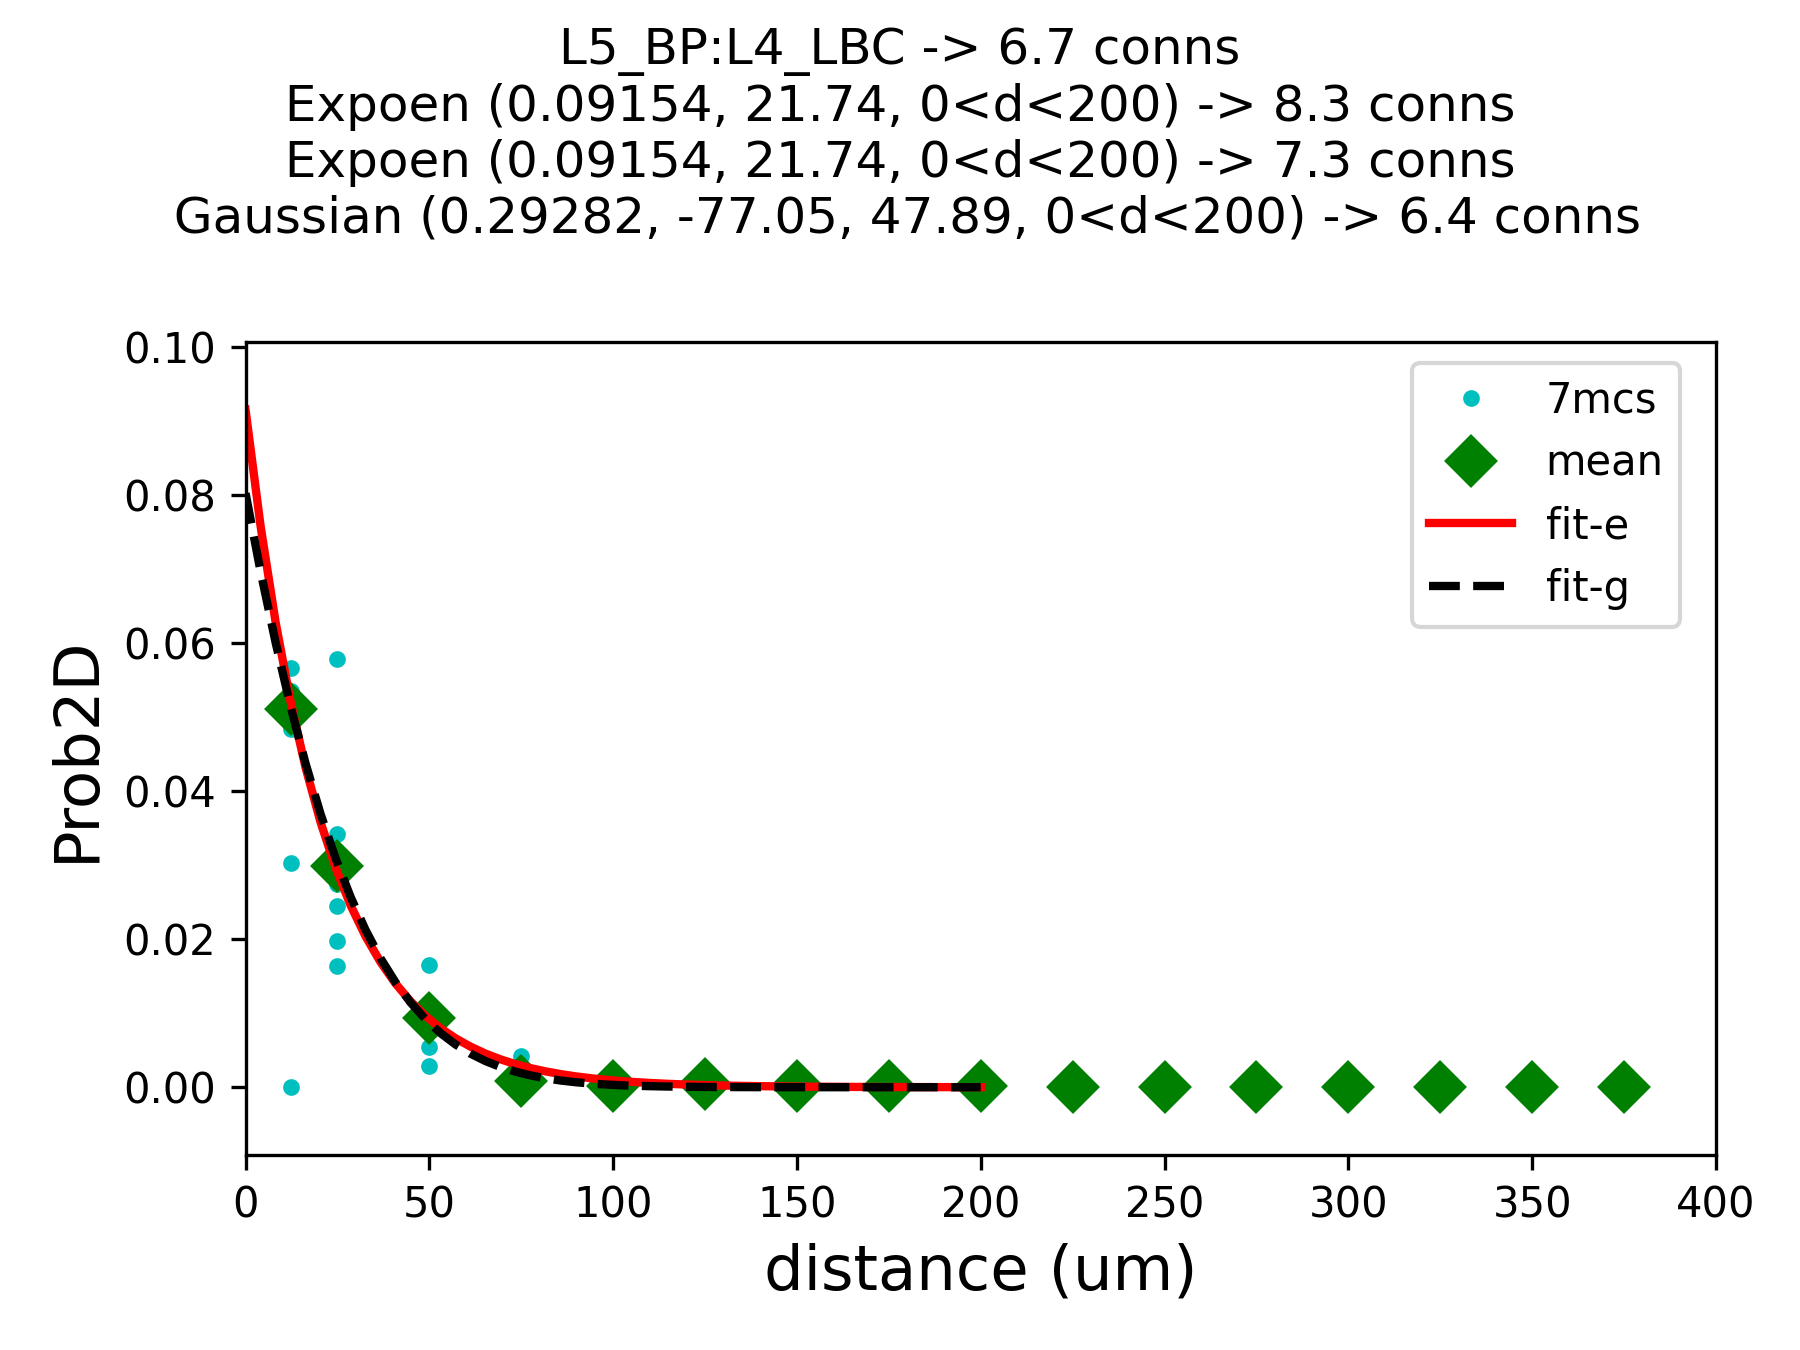 L5_BP:L4_LBC -> 6.7 conns
Expoen (0.09154, 21.74, 0<d<200) -> 8.3 conns
Expoen (0.09154, 21.74, 0<d<200) -> 7.3 conns
Gaussian (0.29282, -77.05, 47.89, 0<d<200) -> 6.4 conns
0.10
0.08
0.06
0.04
0.02
0.00
Prob2D
7mcs
mean
fit-e
fit-g
0 50 100 150 200 250 300 350 400
distance (um)